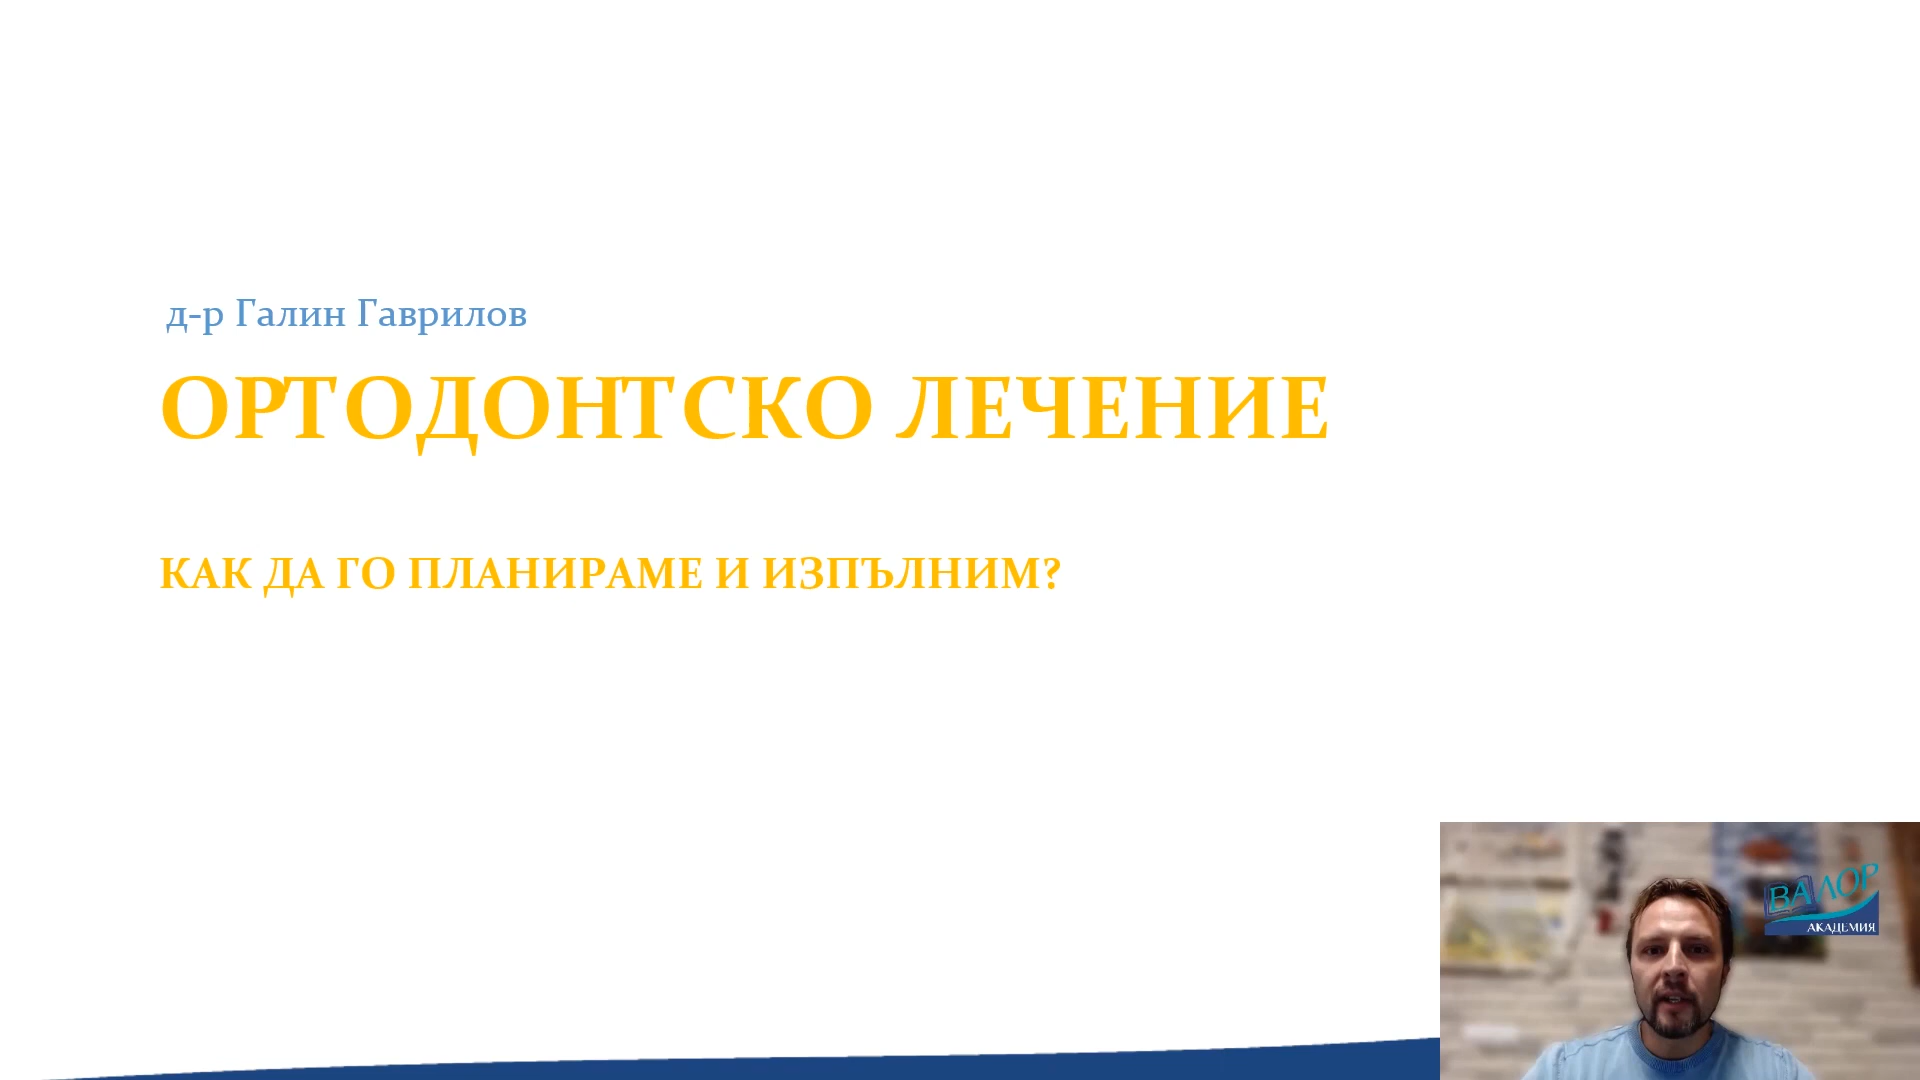 д-р Галин Гаврилов
ОРТОДОНТСКО ЛЕЧЕНИЕ
КАК ДА ГО ПЛАНИРАМЕ И ИЗПЪЛНИМ?
ВАЛОР
АКАДЕМИЯ